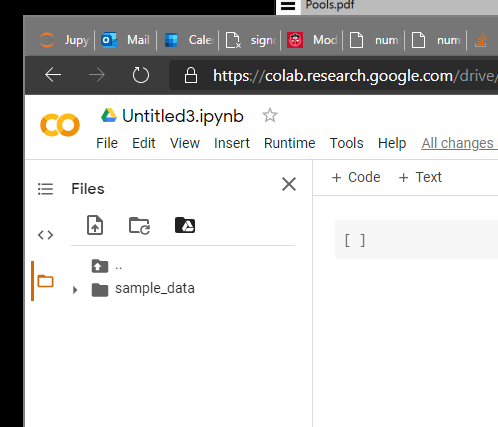 Pools.pdf
Jupy Mail Caler sign Mod num num
https://colab.research.google.com/drive/
CO Untitled3.ipynb
File Edit View Insert Runtime Tools Help All changes
Files
+ Code + Text
[ ]
..
sample_data